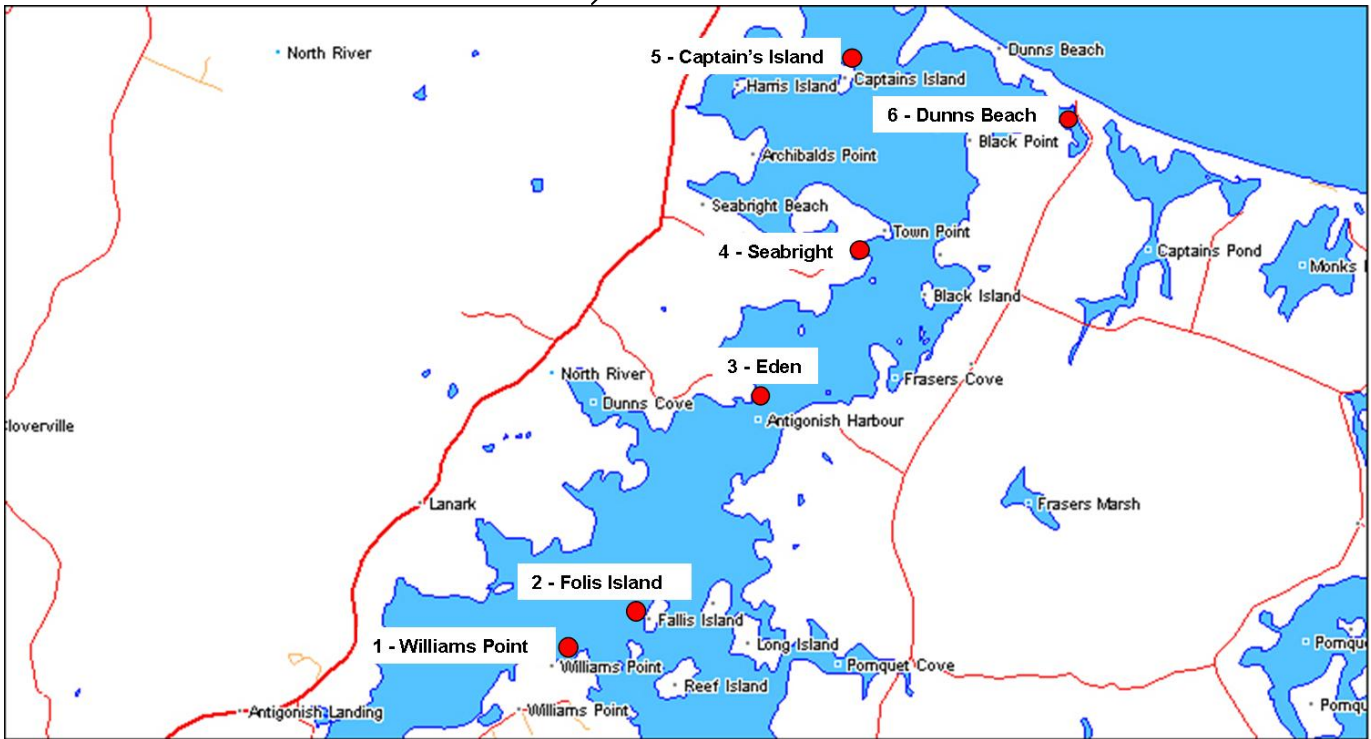 North River
5 - Captain's Island
Dunns Beach
Captains Island
Harris Island
6 - Dunns Beach
Black Point
Archibalds Point
Seabright Beach
Town Point
4 - Seabright
Captains Pond
Monks
Black Island
3 - Eden
North River
Frasers Cove
Dunns Cove
Antigonish Harbour
loverville
Lanark
Frasers Marsh
2 - Folis Island
Fallis Island
1 - Williams Point
Long Island
Pomqu
Williams Point
Pomquet Cove
Reef Island
Antigonish Landing
Williams Point
Pomqu